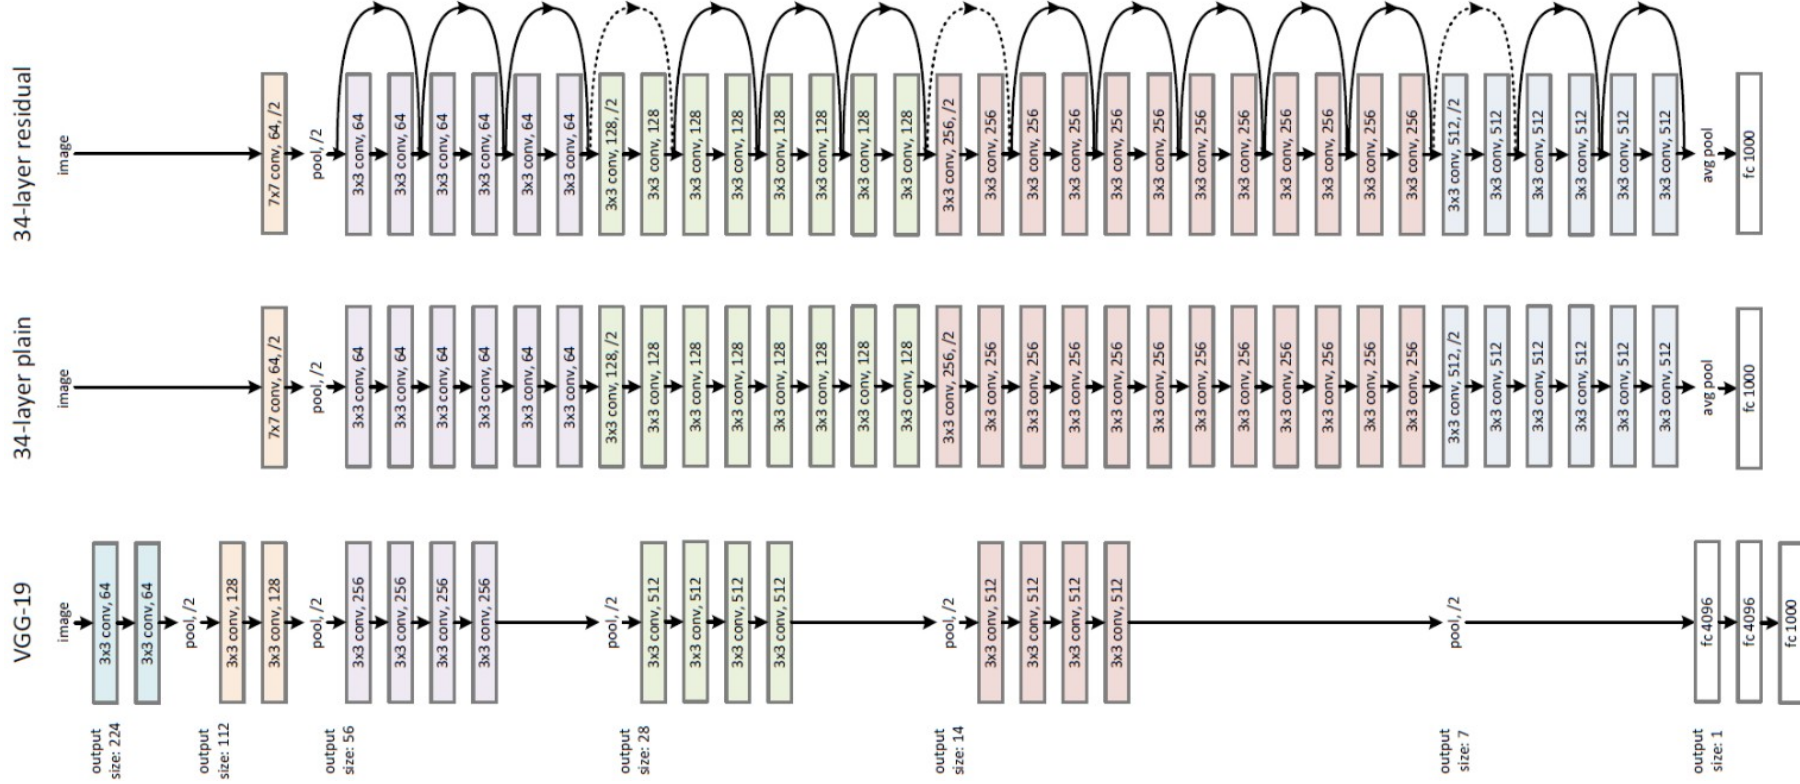 34-layer residual
image
7x7 conv, 64, /2
pool, /2
3x3 conv, 64
3x3 conv, 64
3x3 conv, 64
3x3 conv, 64
3x3 conv, 64
3x3 conv, 64
3x3 conv, 128, /2
3x3 conv, 128
3x3 conv, 128
3x3 conv, 128
3x3 conv, 128
3x3 conv, 128
3x3 conv, 128
3x3 conv, 128
3x3 conv, 256, /2
3x3 conv, 256
3x3 conv, 256
3x3 conv, 256
3x3 conv, 256
3x3 conv, 256
3x3 conv, 256
3x3 conv, 256
3x3 conv, 256
3x3 conv, 256
3x3 conv, 256
3x3 conv, 256
3x3 conv, 512, /2
3x3 conv, 512
3x3 conv, 512
3x3 conv, 512
3x3 conv, 512
3x3 conv, 512
avg pool
fc 1000
34-layer plain
image
7x7 conv, 64, /2
pool, /2
3x3 conv, 64
3x3 conv, 64
3x3 conv, 64
3x3 conv, 64
3x3 conv, 64
3x3 conv, 64
3x3 conv, 128, /2
3x3 conv, 128
3x3 conv, 128
3x3 conv, 128
3x3 conv, 128
3x3 conv, 128
3x3 conv, 128
3x3 conv, 128
3x3 conv, 256, /2
3x3 conv, 256
3x3 conv, 256
3x3 conv, 256
3x3 conv, 256
3x3 conv, 256
3x3 conv, 256
3x3 conv, 256
3x3 conv, 256
3x3 conv, 256
3x3 conv, 256
3x3 conv, 256
3x3 conv, 512, /2
3x3 conv, 512
3x3 conv, 512
3x3 conv, 512
3x3 conv, 512
3x3 conv, 512
avg pool
fc 1000
VGG-19
image
3x3 conv, 64
3x3 conv, 64
pool, /2
3x3 conv, 128
3x3 conv, 128
pool, /2
3x3 conv, 256
3x3 conv, 256
3x3 conv, 256
3x3 conv, 256
pool, /2
3x3 conv, 512
3x3 conv, 512
3x3 conv, 512
3x3 conv, 512
pool, /2
3x3 conv, 512
3x3 conv, 512
3x3 conv, 512
3x3 conv, 512
pool, /2
fc 4096
fc 4096
fc 1000
output
size: 224
output
size: 112
output
size: 56
output
size: 28
output
size: 14
output
size: 7
output
size: 1